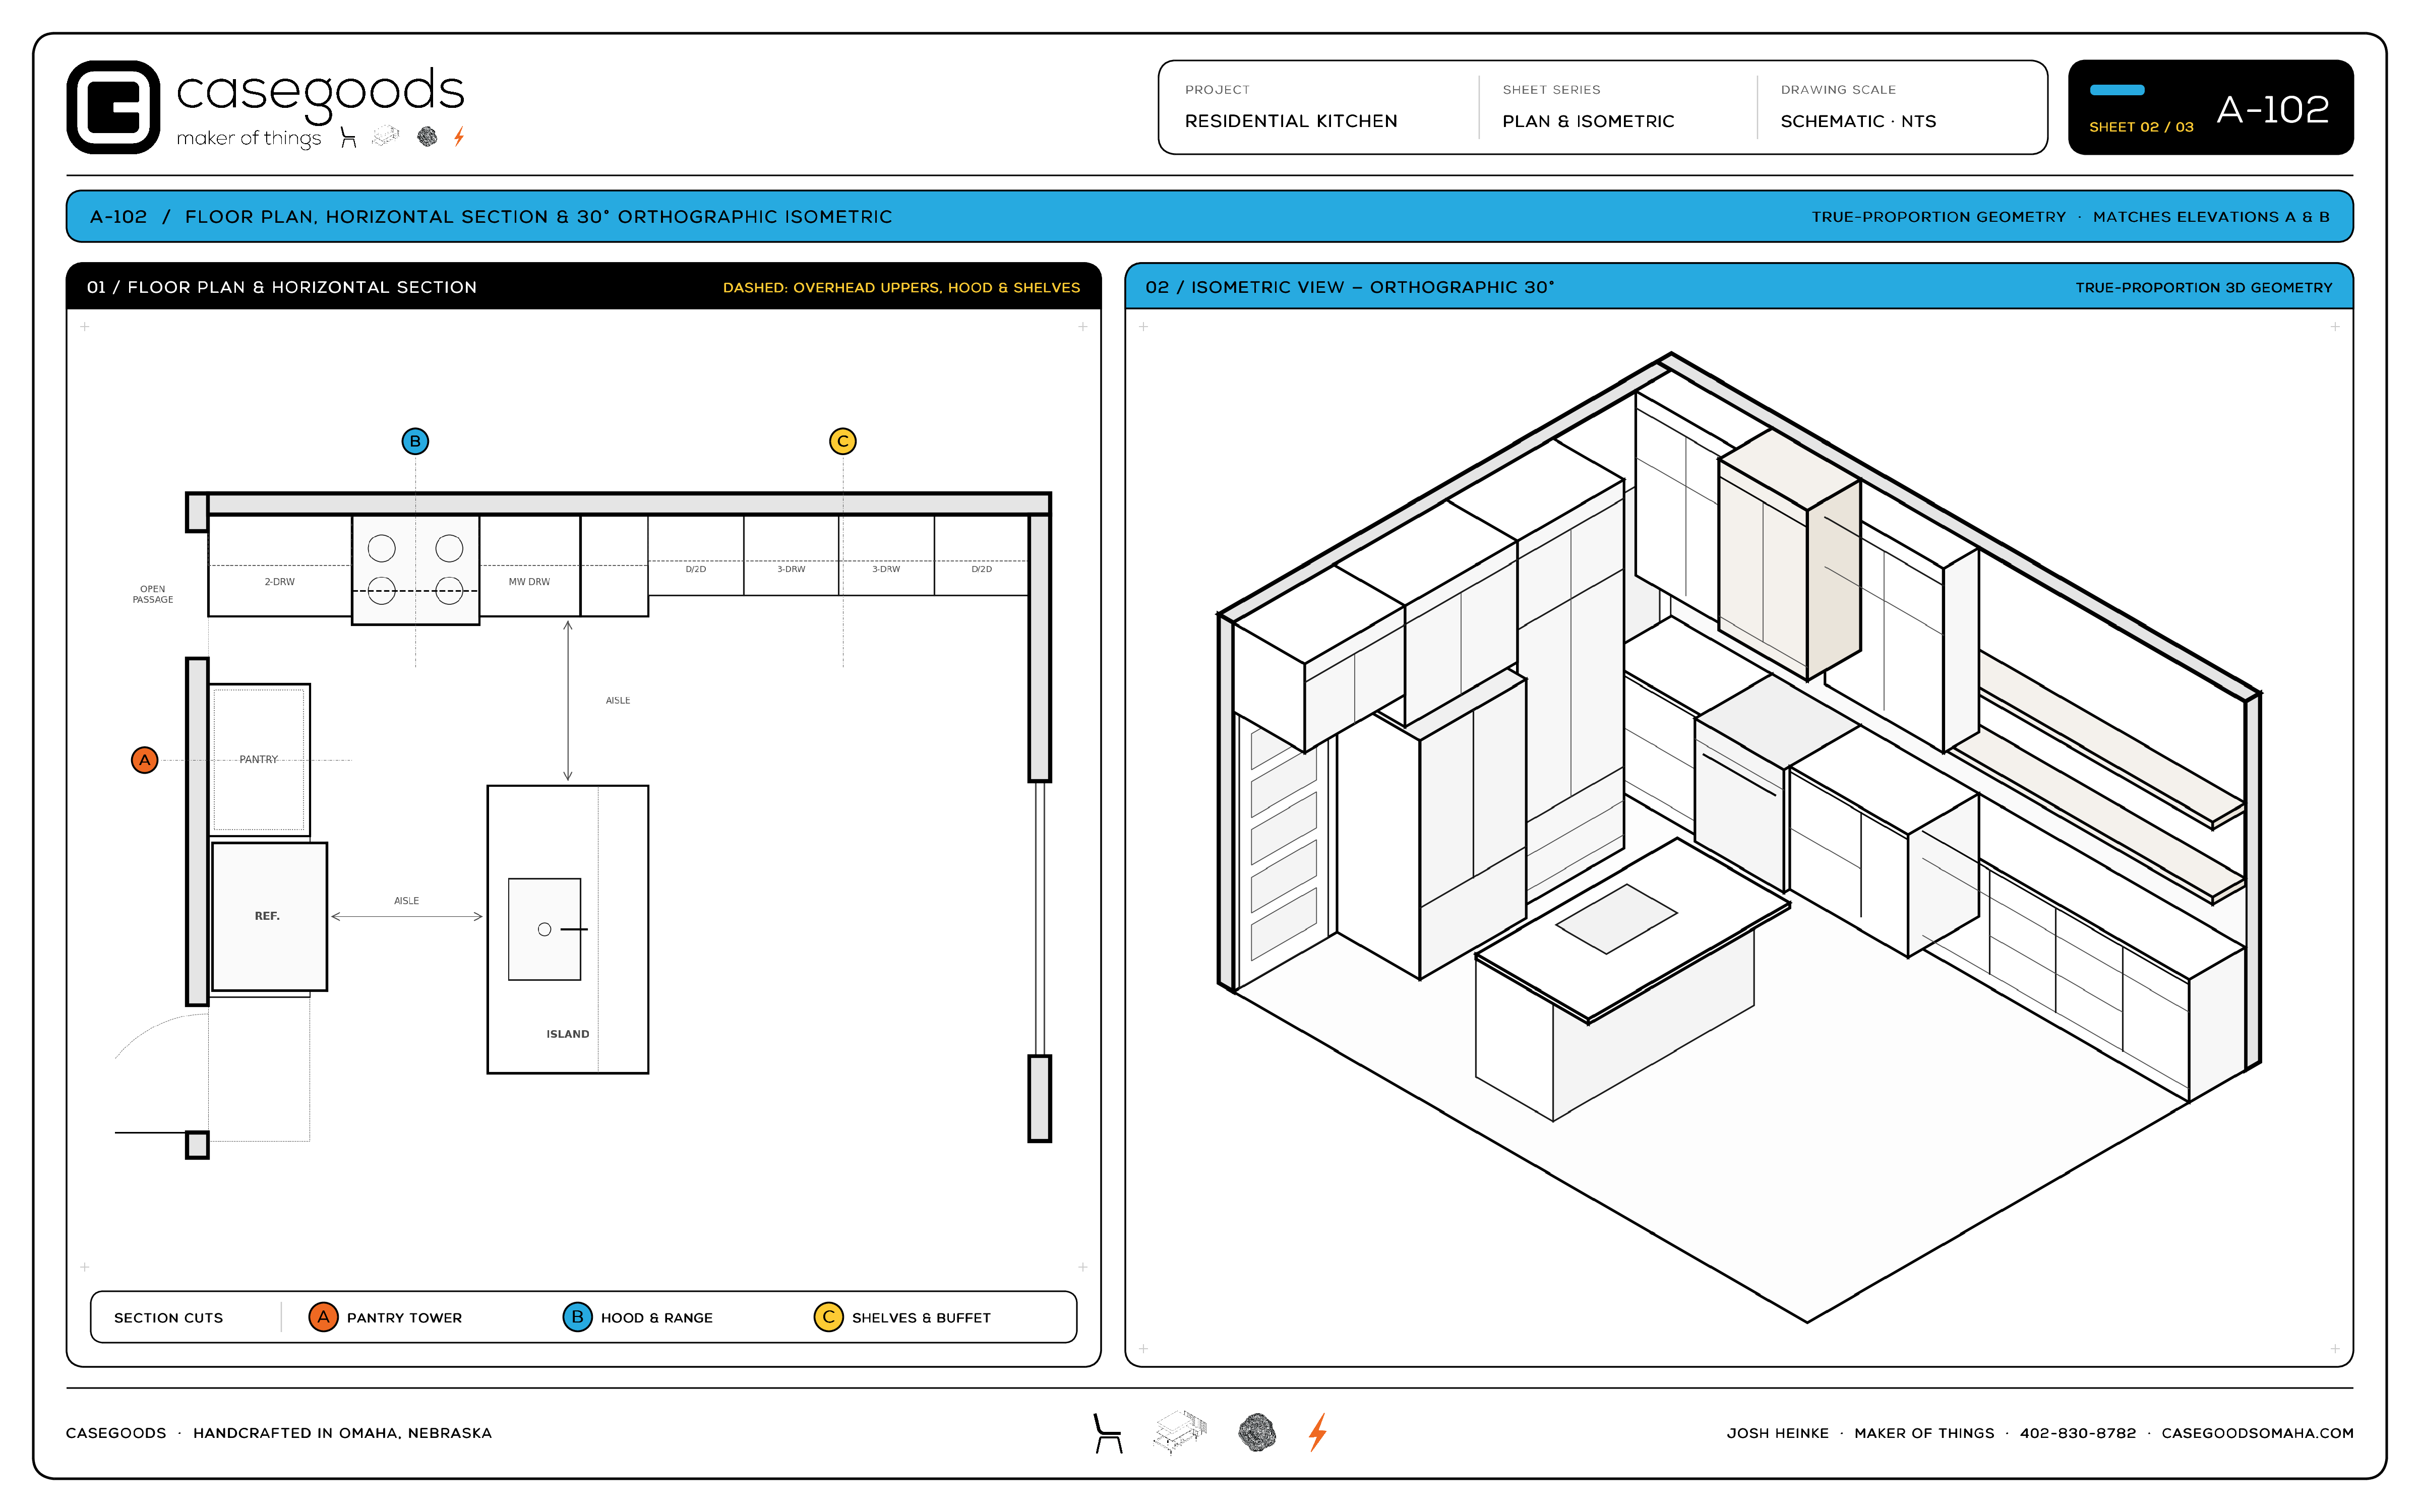 casegoods
maker of things
PROJECT
RESIDENTIAL KITCHEN
SHEET SERIES
PLAN & ISOMETRIC
DRAWING SCALE
SCHEMATIC · NTS
SHEET 02 / 03
A-102
A-102 / FLOOR PLAN, HORIZONTAL SECTION & 30° ORTHOGRAPHIC ISOMETRIC
TRUE-PROPORTION GEOMETRY · MATCHES ELEVATIONS A & B
01 / FLOOR PLAN & HORIZONTAL SECTION
DASHED: OVERHEAD UPPERS, HOOD & SHELVES
B
C
2-DRW
MW DRW
D/2D
3-DRW
3-DRW
D/2D
OPEN
PASSAGE
AISLE
A
PANTRY
REF.
AISLE
ISLAND
SECTION CUTS
A PANTRY TOWER
B HOOD & RANGE
C SHELVES & BUFFET
02 / ISOMETRIC VIEW – ORTHOGRAPHIC 30°
TRUE-PROPORTION 3D GEOMETRY
CASEGOODS · HANDCRAFTED IN OMAHA, NEBRASKA
JOSH HEINKE · MAKER OF THINGS · 402-830-8782 · CASEGOODSOMAHA.COM